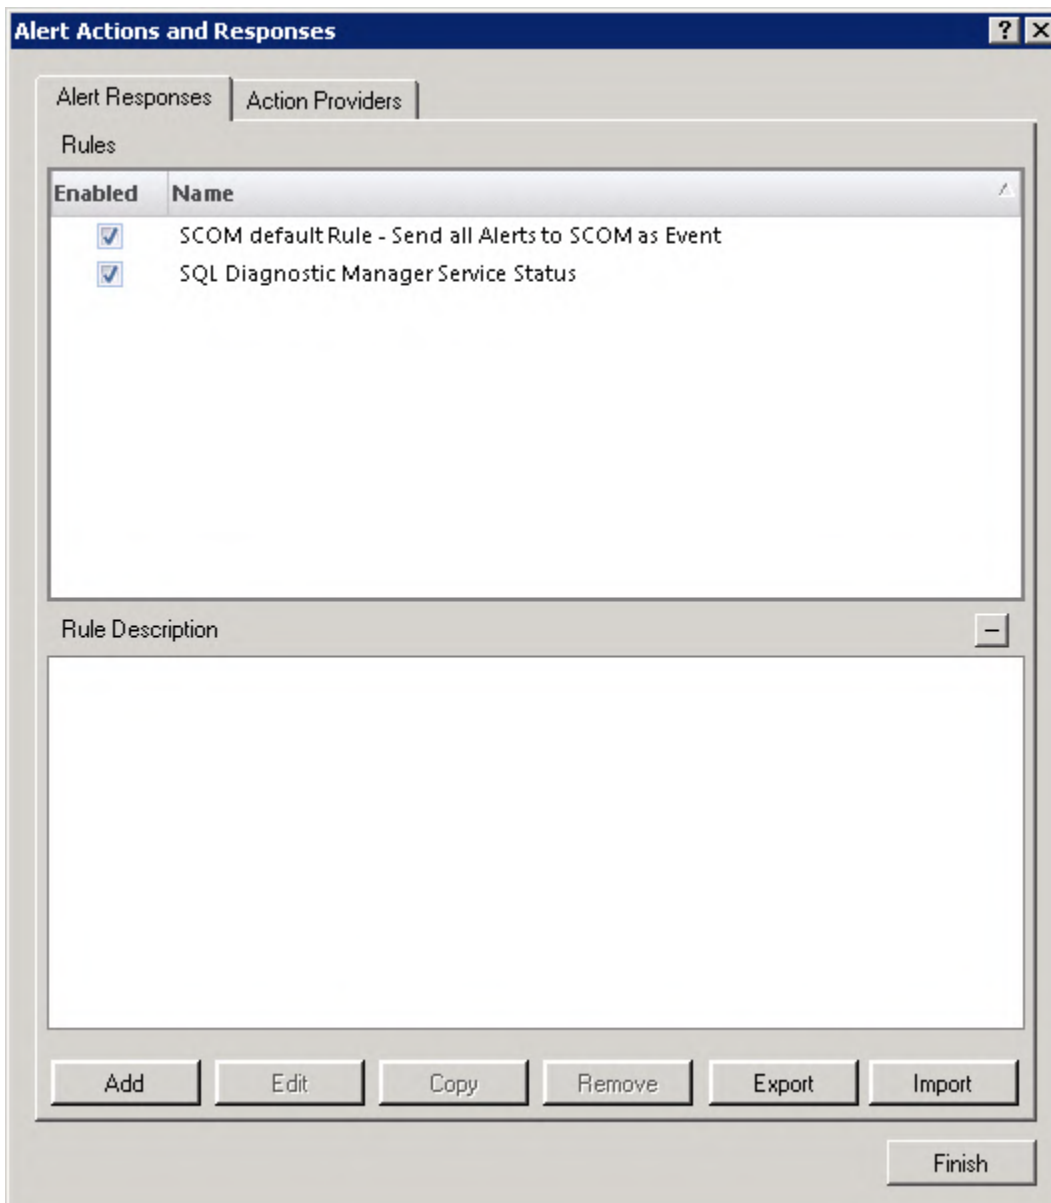 Alert Actions and Responses
Alert Responses Action Providers
Rules
Enabled Name
SCOM default Rule - Send all Alerts to SCOM as Event
SQL Diagnostic Manager Service Status
Rule Description
Add Edit Copy Remove Export Import
Finish